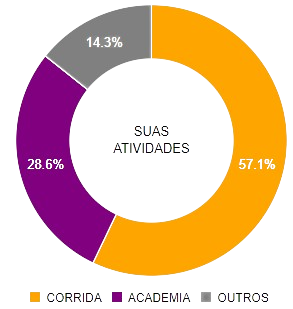 14.3%
SUAS
ATIVIDADES
28.6%
57.1%
CORRIDA ACADEMIA OUTROS